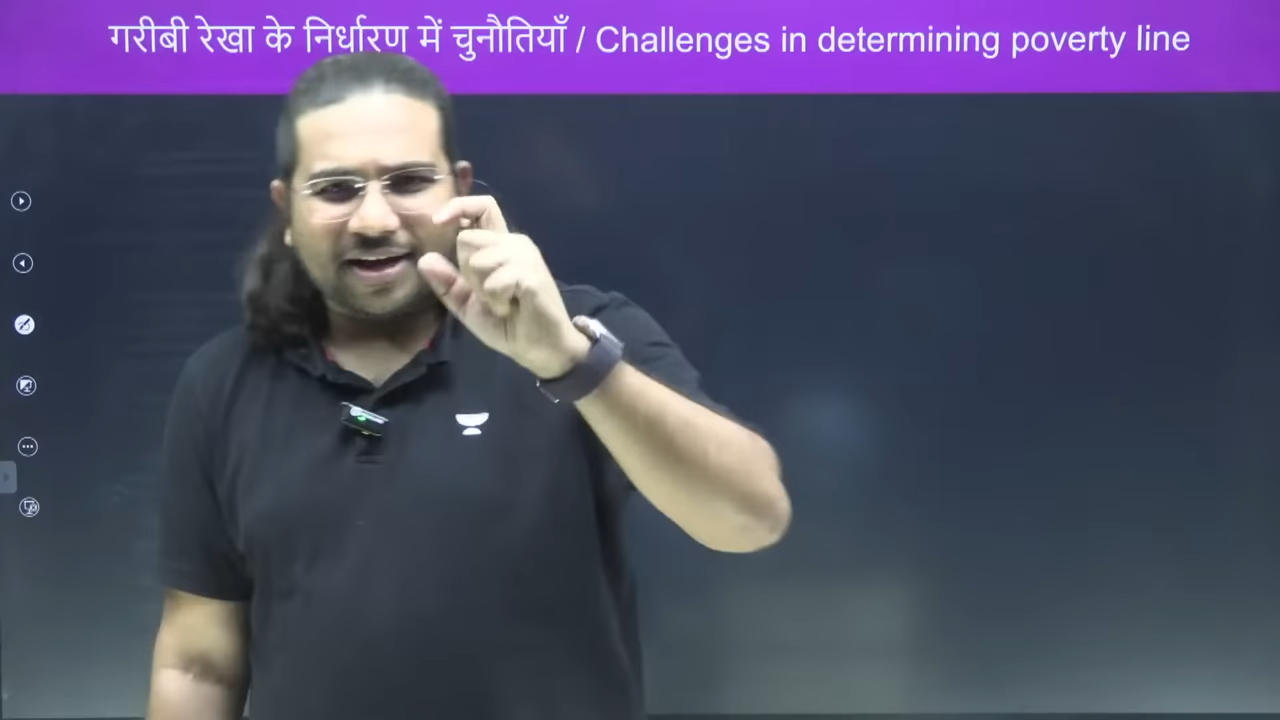 गरीबी रेखा के निर्धारण में चुनौतियाँ / Challenges in determining poverty line